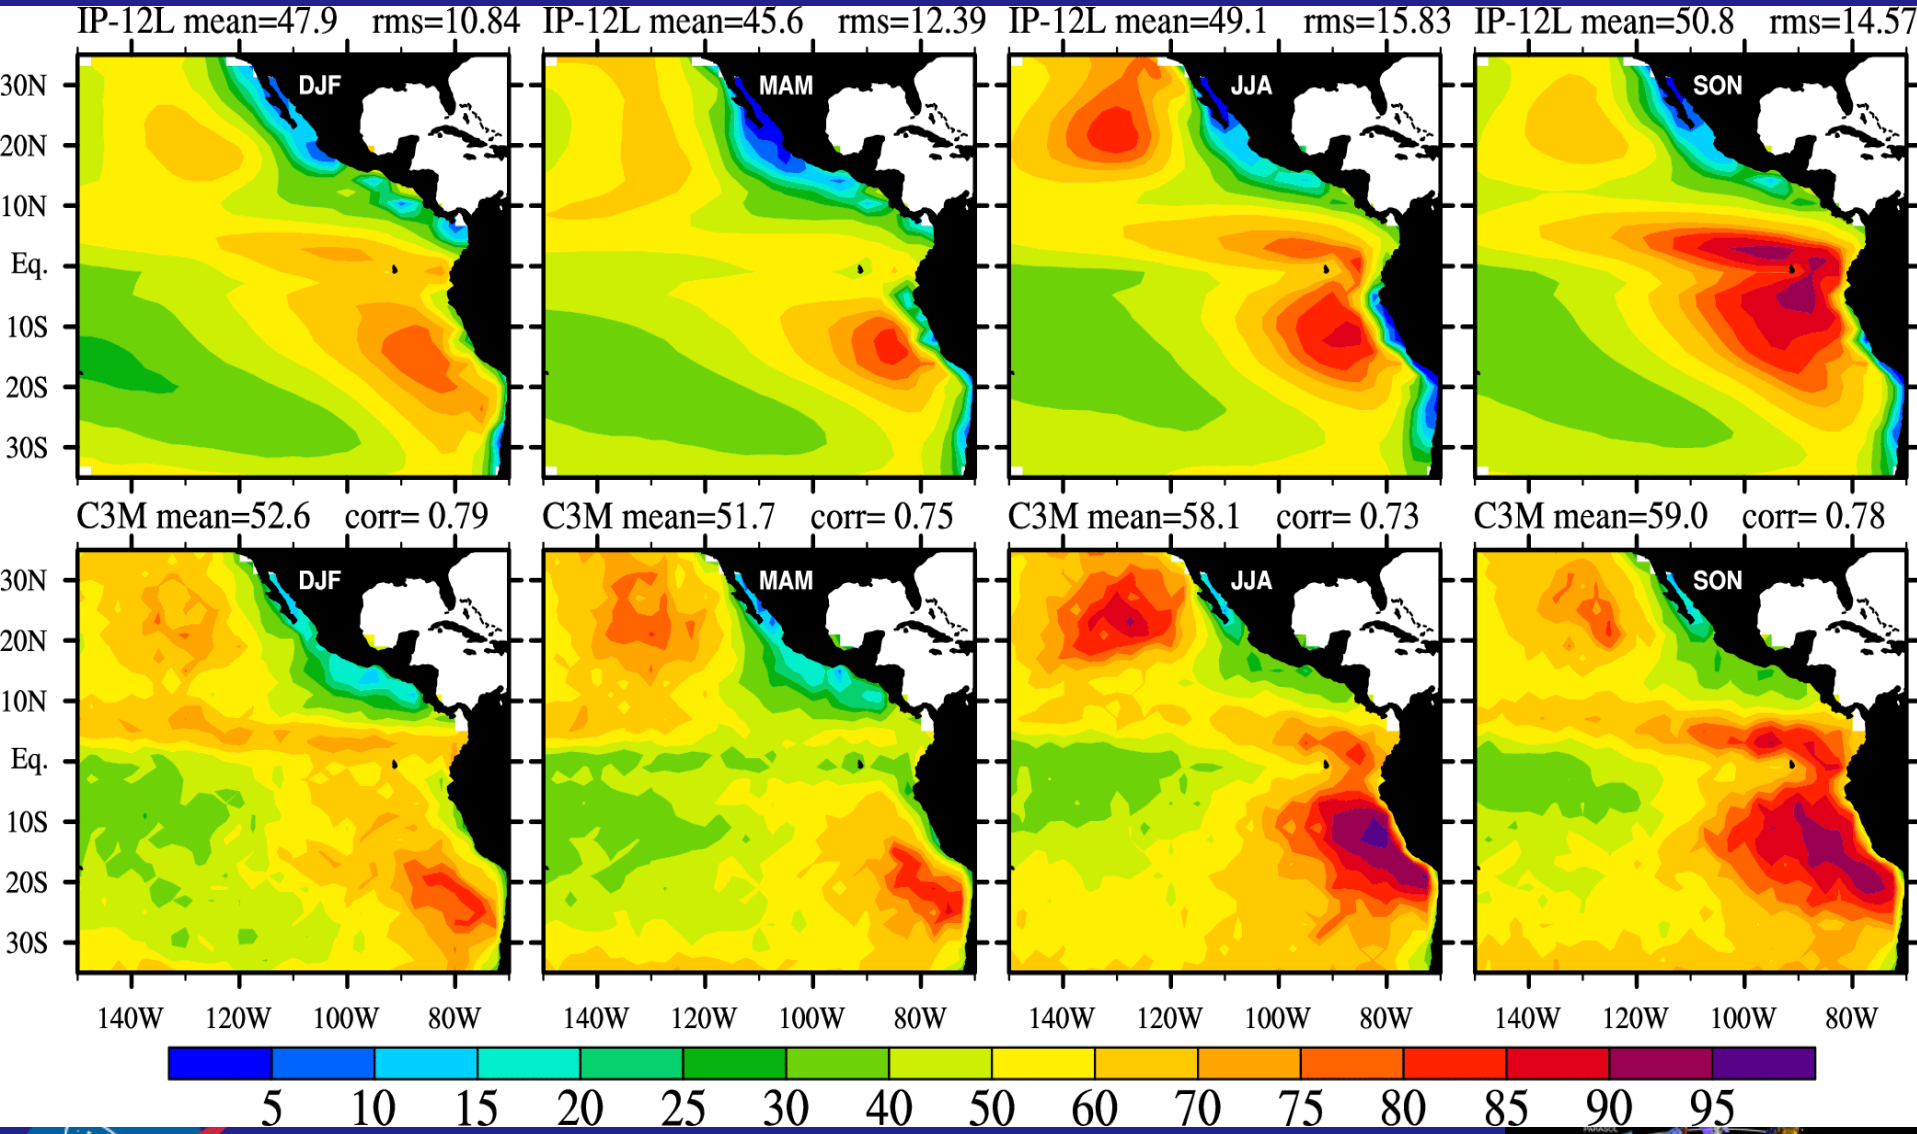 IP-12L mean=47.9 rms=10.84 IP-12L mean=45.6 rms=12.39 IP-12L mean=49.1 rms=15.83 IP-12L mean=50.8 rms=14.57
30N DJF MAM JJA SON
20N
10N
Eq.
10S
20S
30S
C3M mean=52.6 corr= 0.79 C3M mean=51.7 corr= 0.75 C3M mean=58.1 corr= 0.73 C3M mean=59.0 corr= 0.78
30N DJF MAM JJA SON
20N
10N
Eq.
10S
20S
30S
140W 120W 100W 80W 140W 120W 100W 80W 140W 120W 100W 80W 140W 120W 100W 80W
5 10 15 20 25 30 40 50 60 70 75 80 85 90 95
PARASOL